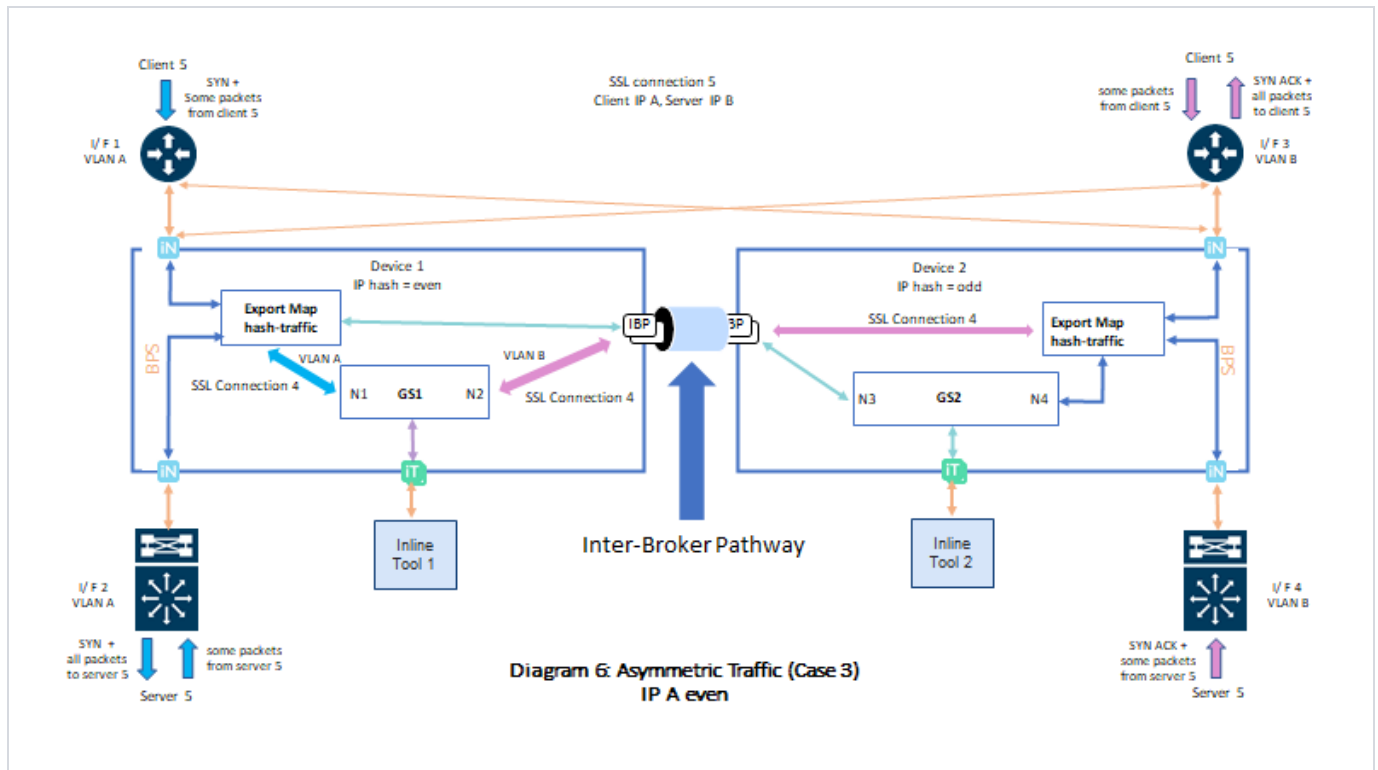 Client 5
SYN +
Some packets
from client 5
SSL connection 5
Client IP A, Server IP B
Client 5
some packets
from client 5
SYN ACK +
all packets
to client 5
I/ F 1
VLAN A
I/ F 3
VLAN B
iN
iN
Device 1
IP hash = even
Device 2
IP hash = odd
Export Map
hash-traffic
IBP
BP
SSL Connection 4
Export Map
hash-traffic
BPS
VLAN A
VLAN B
SSL Connection 4
SSL Connection 4
N1
GS1
N2
N3
GS2
N4
BPS
iN
iT
iT
iN
Inline
Tool 1
Inter-Broker Pathway
Inline
Tool 2
I/ F 2
VLAN A
I/ F 4
VLAN B
SYN +
all packets
to server 5
some packets
from server 5
Server 5
SYN ACK +
some packets
from server 5
Server 5
Diagram 6: Asymmetric Traffic (Case 3)
IP A even